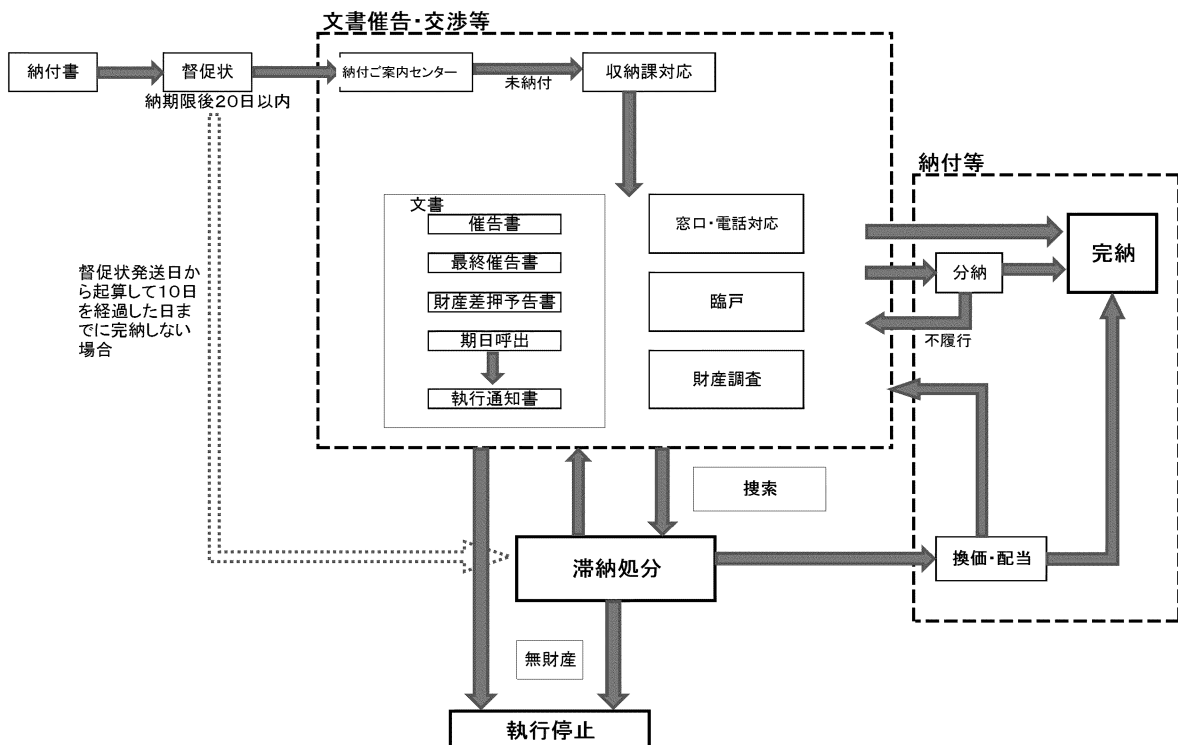 文書催告・交渉等
納付書
督促状
納付ご案内センター
未納付
収納課対応
納期限後20日以内
納付等
文書
催告書
最終催告書
財産差押予告書
期日呼出
執行通知書
窓口・電話対応
臨戸
財産調査
分納
不履行
完納
督促状発送日か
ら起算して10日
を経過した日ま
でに完納しない
場合
捜索
滞納処分
換価・配当
無財産
執行停止